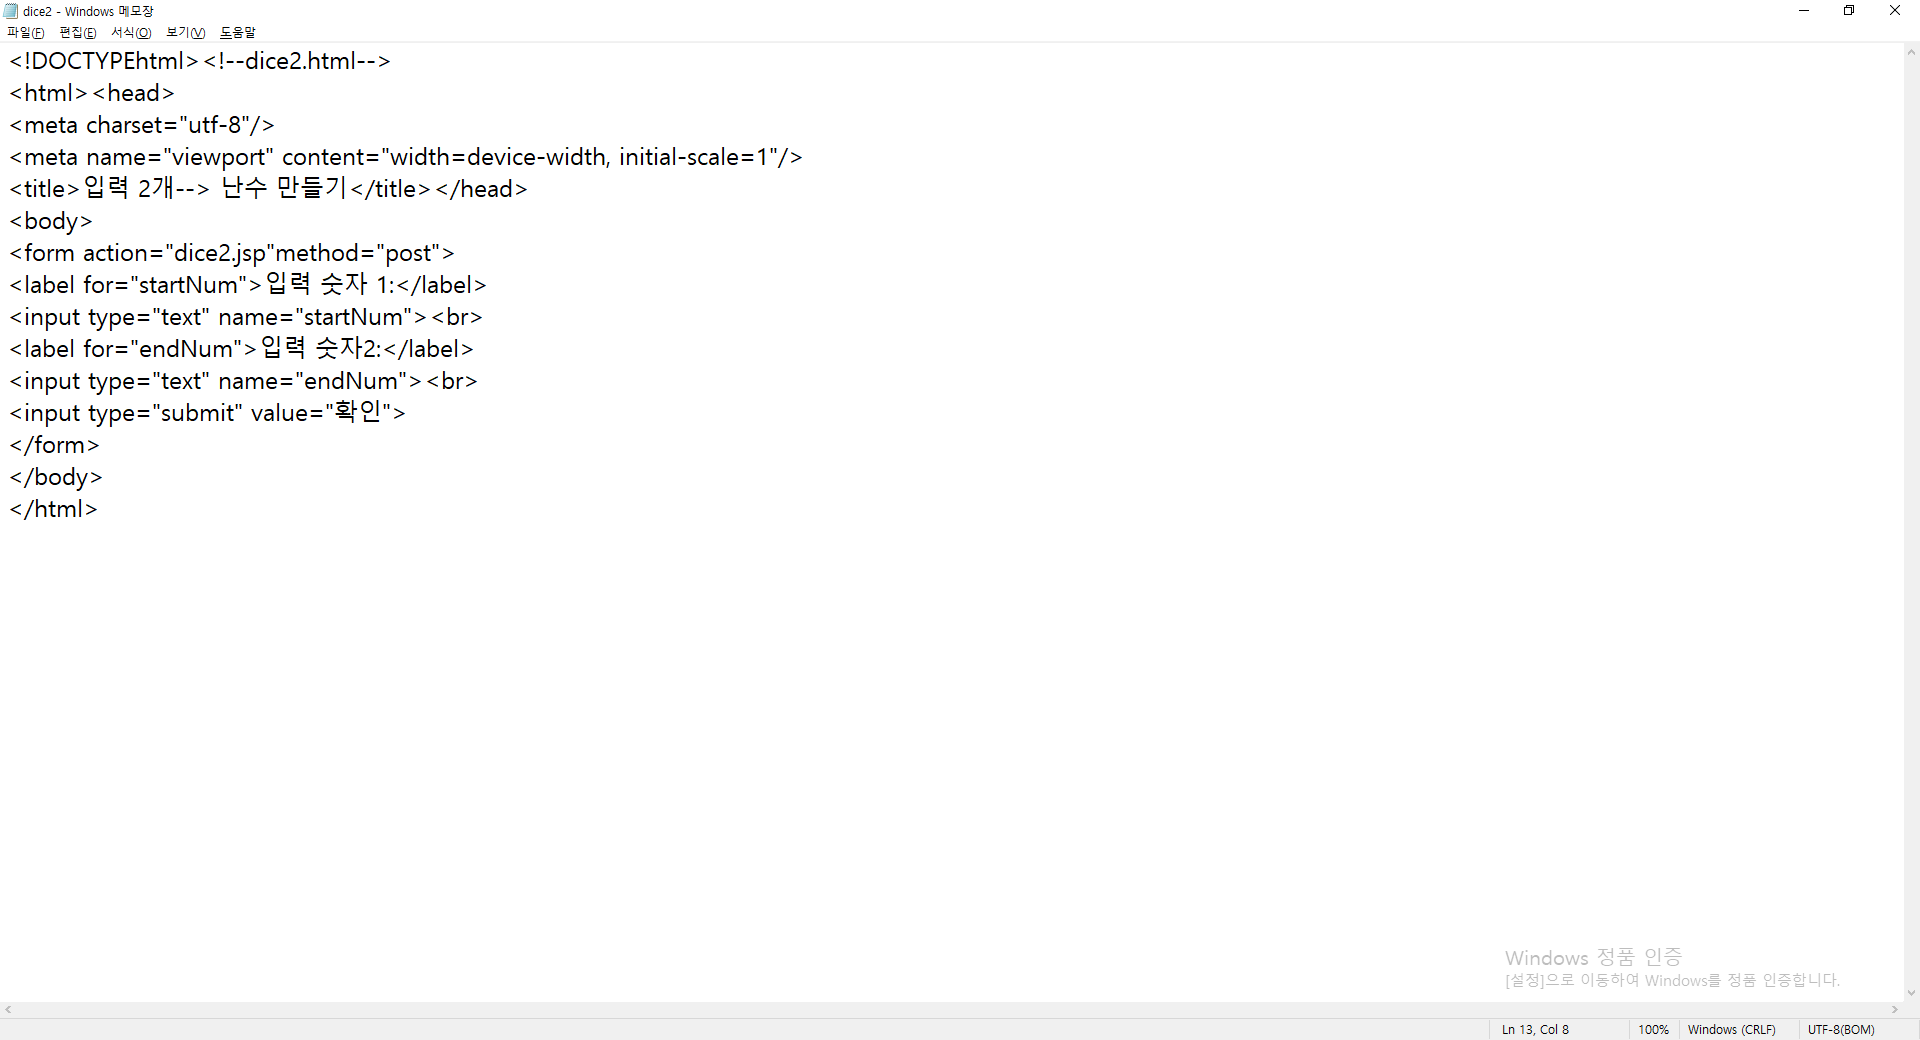 dice2 - Windows 메모장
파일(F) 편집(E) 서식(O) 보기(V) 도움말
<!DOCTYPEhtml><!--dice2.html-->
<html><head>
<meta charset="utf-8"/>
<meta name="viewport" content="width=device-width, initial-scale=1"/>
<title>입력 2개--> 난수 만들기</title></head>
<body>
<form action="dice2.jsp"method="post">
<label for="startNum">입력 숫자 1:</label>
<input type="text" name="startNum"><br>
<label for="endNum">입력 숫자2:</label>
<input type="text" name="endNum"><br>
<input type="submit" value="확인">
</form>
</body>
</html>
Windows 정품 인증
[설정]으로 이동하여 Windows를 정품 인증합니다.
Ln 13, Col 8 100% Windows (CRLF) UTF-8(BOM)